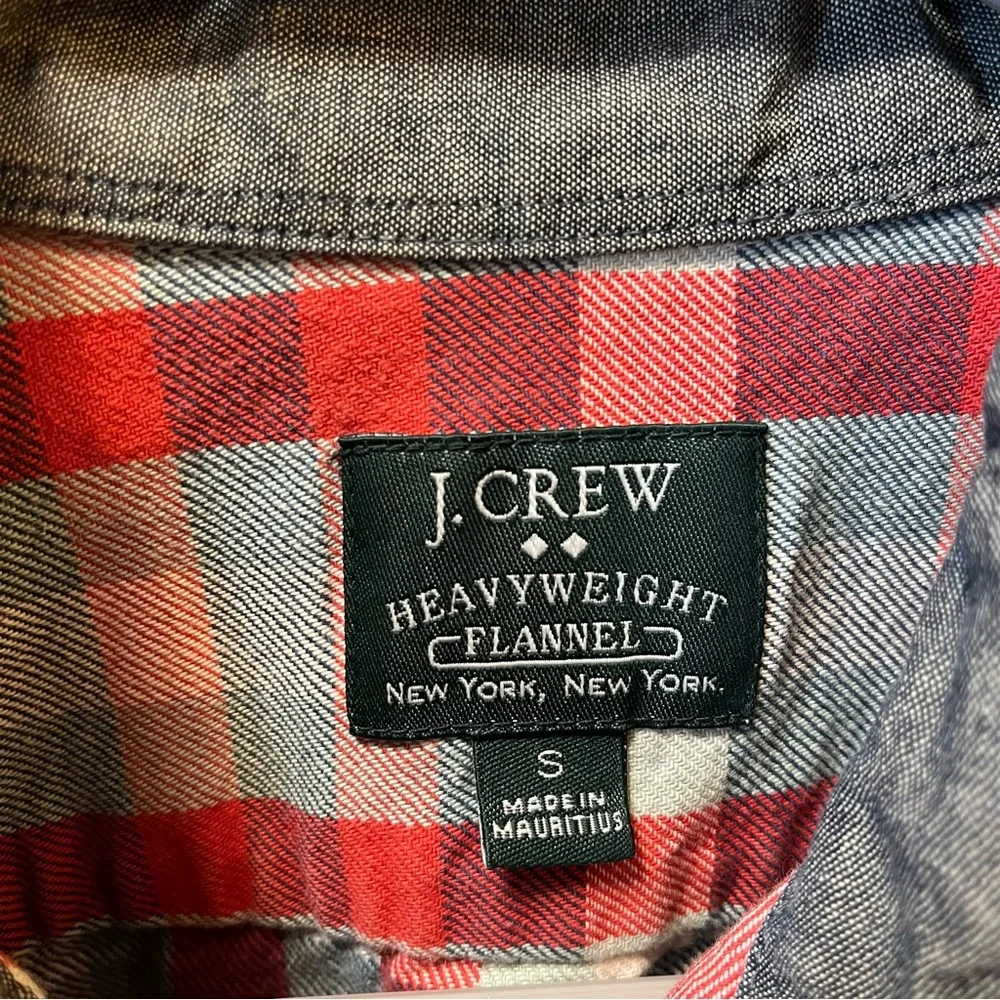 J. CREW
HEAVYWEIGHT
FLANNEL
NEW YORK, NEW YORK.
S
MADE IN
MAURITIUS